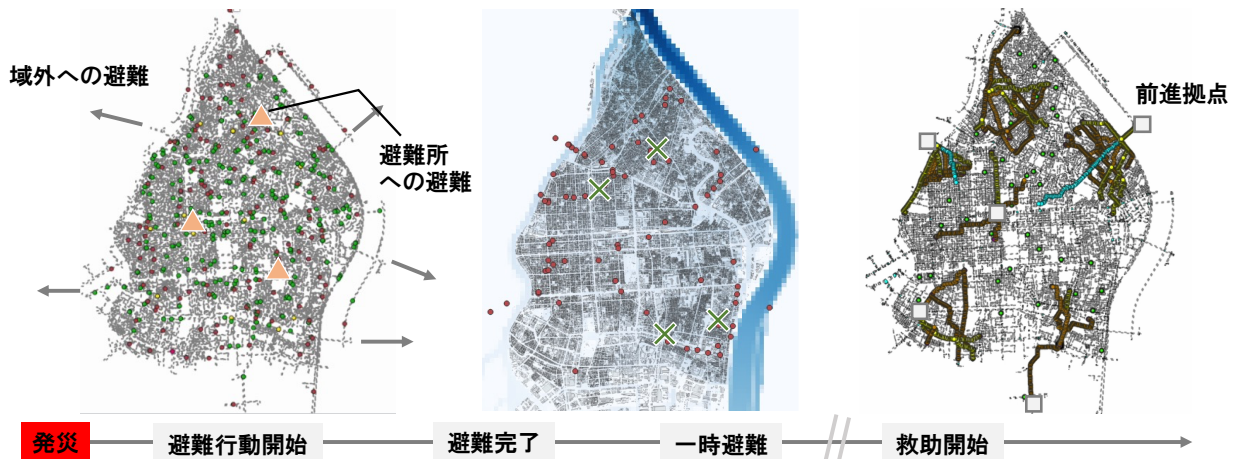 域外への避難
避難所
への避難
前進拠点
発災
避難行動開始
避難完了
一時避難
救助開始